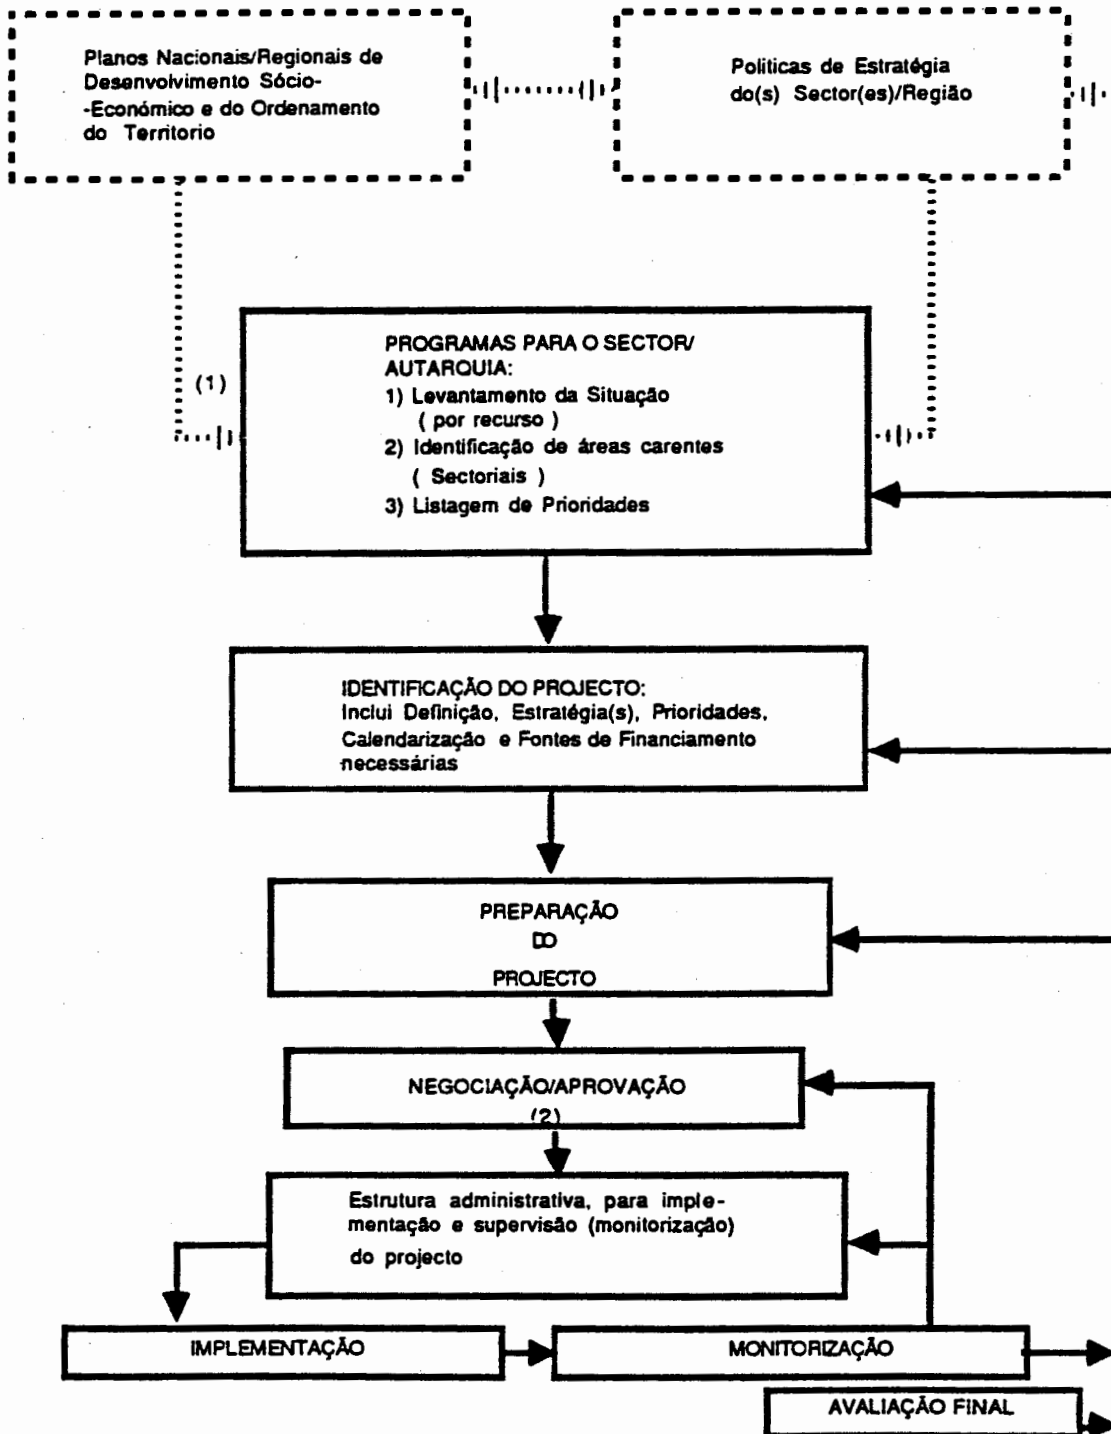 Planos Nacionais/Regionais de
Desenvolvimento Sócio-
-Económico e do Ordenamento
do Territorio
Politicas de Estratégia
do(s) Sector(es)/Região
(1)
PROGRAMAS PARA O SECTOR/
AUTARQUIA:
1) Levantamento da Situação
( por recurso )
2) Identificação de áreas carentes
( Sectoriais )
3) Listagem de Prioridades
IDENTIFICAÇÃO DO PROJECTO:
Inclui Definição, Estratégia(s), Prioridades,
Calendarização e Fontes de Financiamento
necessárias
PREPARAÇÃO
DO
PROJECTO
NEGOCIAÇÃO/APROVAÇÃO
(2)
Estrutura administrativa, para imple-
mentação e supervisão (monitorização)
do projecto
IMPLEMENTAÇÃO
MONITORIZAÇÃO
AVALIAÇÃO FINAL